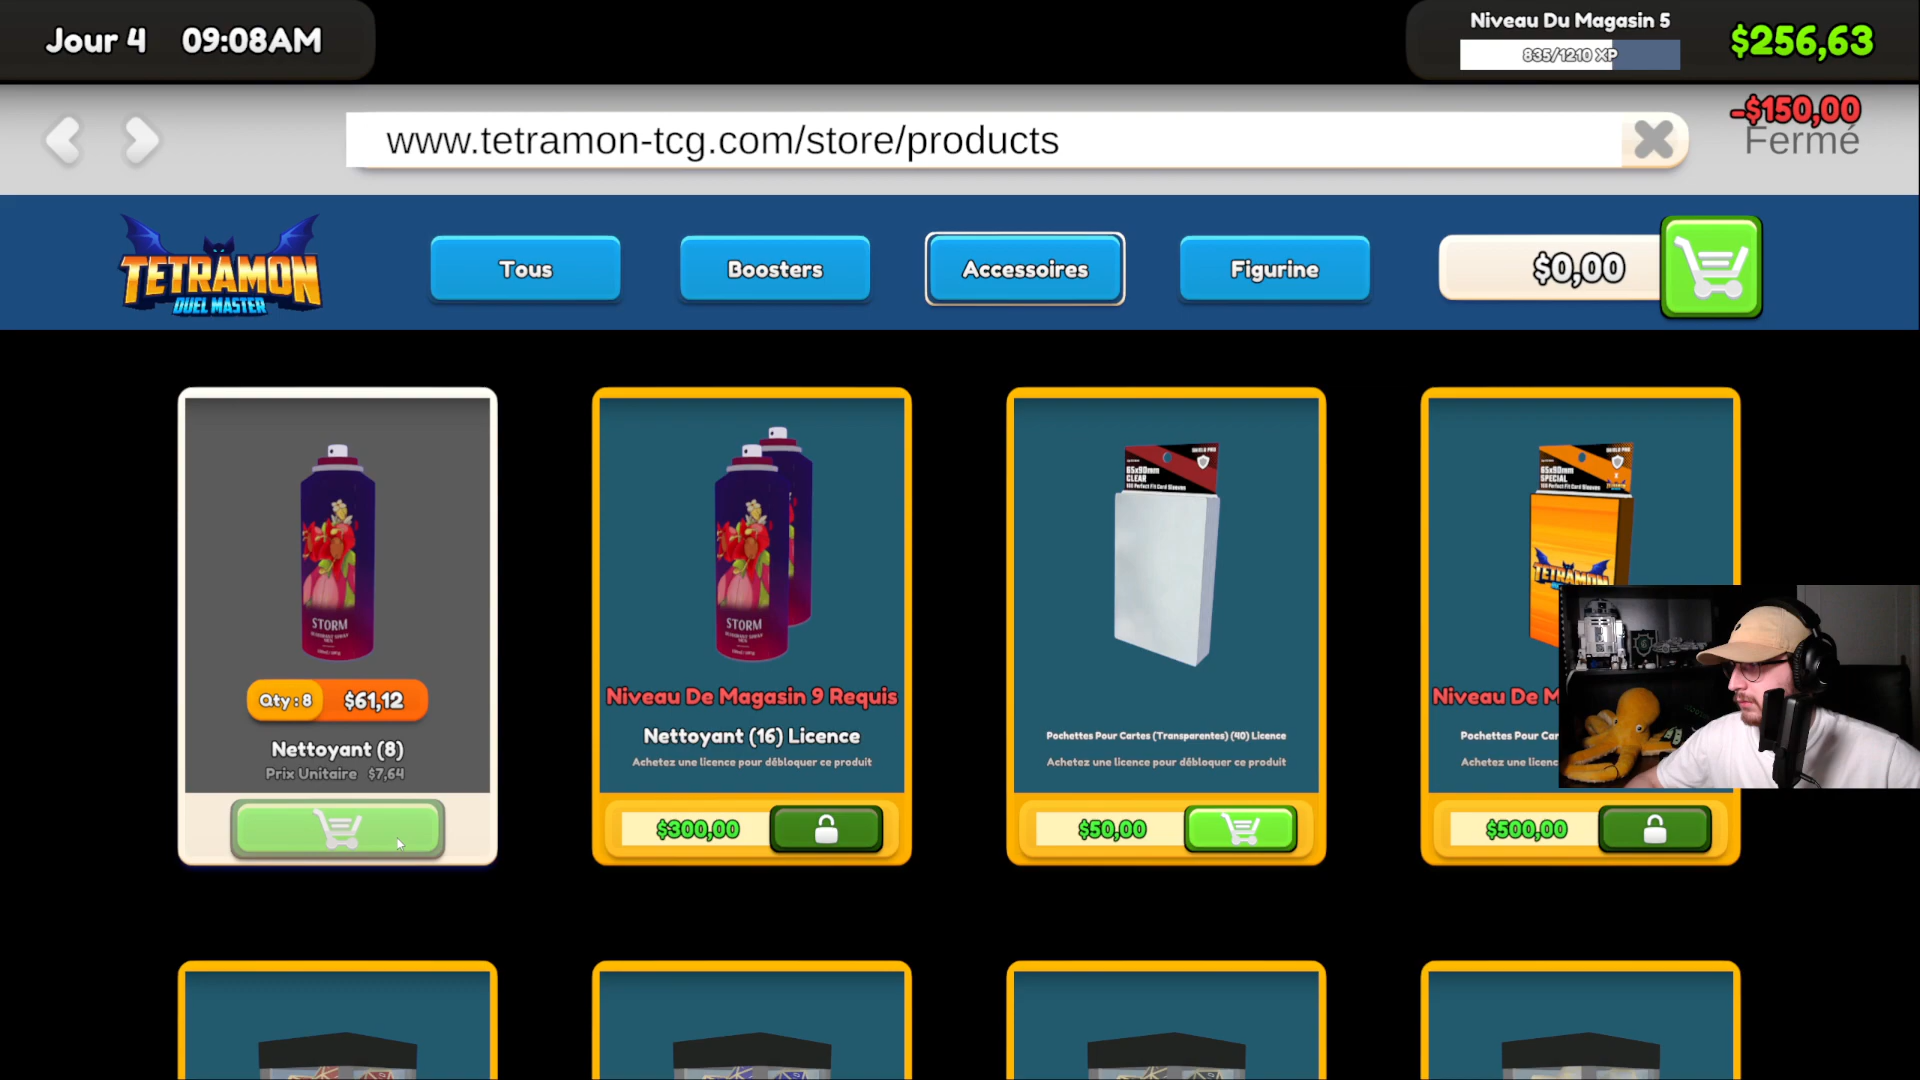 Jour 4 09:08AM
Niveau Du Magasin 5
835/1210 XP
$256,63
-$150,00
Fermé
www.tetramon-tcg.com/store/products
TETRAMON
DUEL MASTER
Tous
Boosters
Accessoires
Figurine
$0,00
STORM
Qty : 8 $61,12
Nettoyant (8)
Prix Unitaire $7,64
STORM
Niveau De Magasin 9 Requis
Nettoyant (16) Licence
Achetez une licence pour débloquer ce produit
$300,00
65x90mm
CLEAR
Pochettes Pour Cartes (Transparentes) (40) Licence
Achetez une licence pour débloquer ce produit
$50,00
65x90mm
SPECIAL
TETRAMON
Niveau De M
Pochettes Pour Car
Achetez une licenc
$500,00